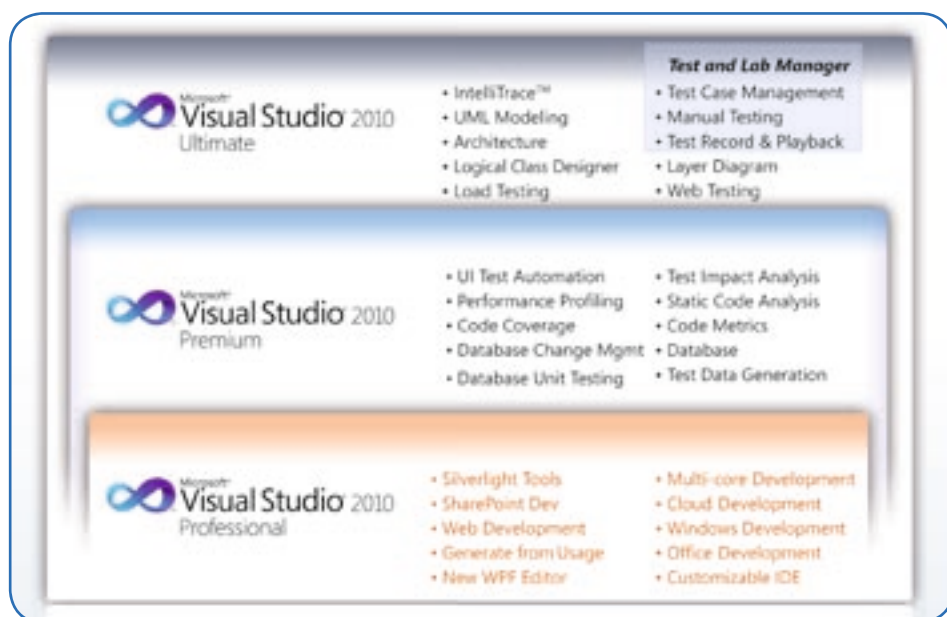 Test and Lab Manager
Microsoft®
Visual Studio® 2010
Ultimate
• IntelliTrace™
• UML Modeling
• Architecture
• Logical Class Designer
• Load Testing
• Test Case Management
• Manual Testing
• Test Record & Playback
• Layer Diagram
• Web Testing
Microsoft®
Visual Studio® 2010
Premium
• UI Test Automation
• Performance Profiling
• Code Coverage
• Database Change Mgmt
• Database Unit Testing
• Test Impact Analysis
• Static Code Analysis
• Code Metrics
• Database
• Test Data Generation
Microsoft®
Visual Studio® 2010
Professional
• Silverlight Tools
• SharePoint Dev
• Web Development
• Generate from Usage
• New WPF Editor
• Multi-core Development
• Cloud Development
• Windows Development
• Office Development
• Customizable IDE